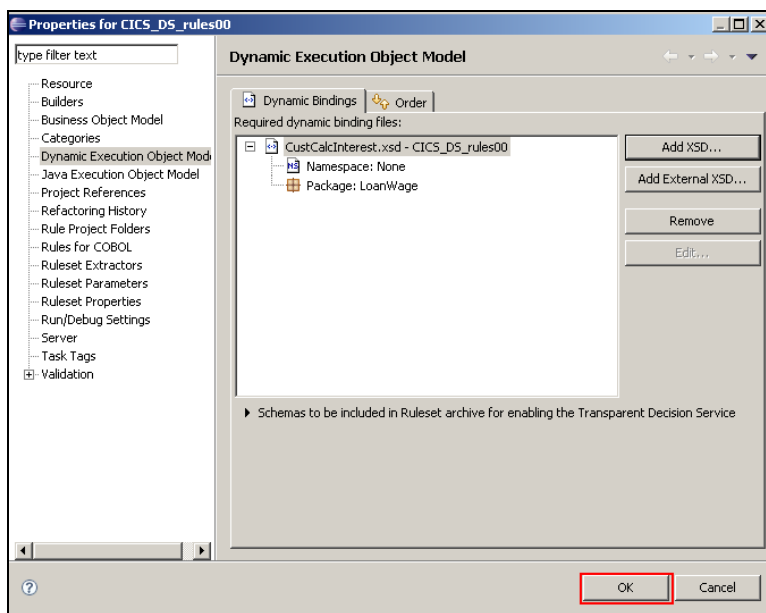 Properties for CICS_DS_rules00
type filter text
Resource
Builders
Business Object Model
Categories
Dynamic Execution Object Mod
Java Execution Object Model
Project References
Refactoring History
Rule Project Folders
Rules for COBOL
Ruleset Extractors
Ruleset Parameters
Ruleset Properties
Run/Debug Settings
Server
Task Tags
Validation
Dynamic Execution Object Model
Dynamic Bindings
Order
Required dynamic binding files:
CustCalcInterest.xsd - CICS_DS_rules00
NS Namespace: None
Package: LoanWage
Add XSD...
Add External XSD...
Remove
Edit...
Schemas to be included in Ruleset archive for enabling the Transparent Decision Service
?
OK
Cancel